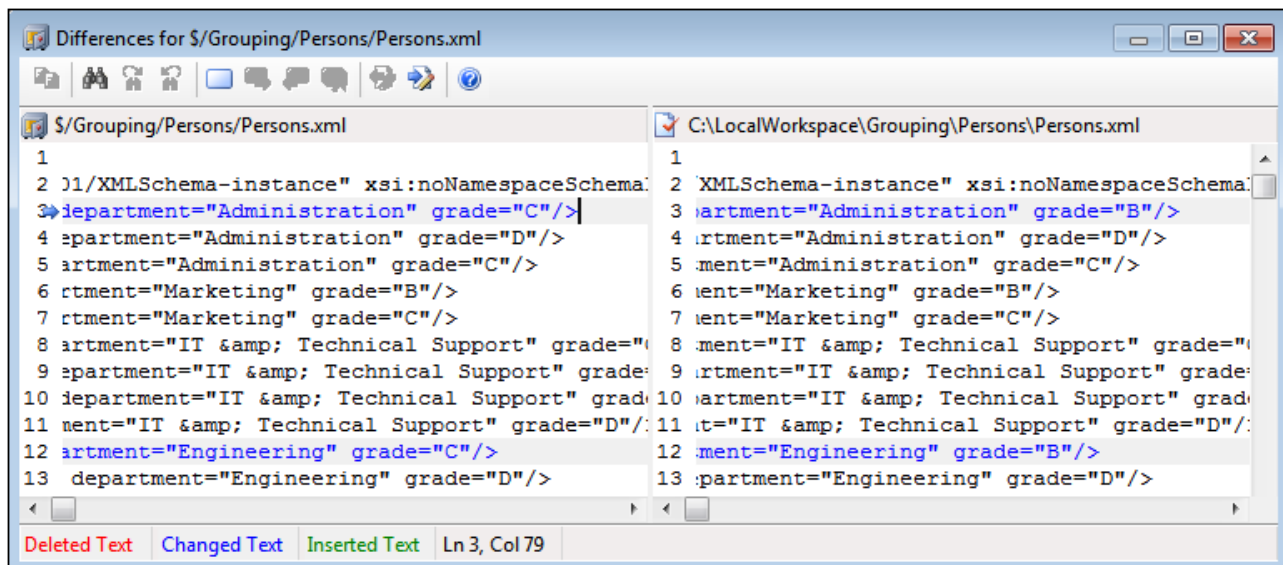 Differences for $/Grouping/Persons/Persons.xml
$/Grouping/Persons/Persons.xml
1
2 01/XMLSchema-instance" xsi:noNamespaceSchema
3 department="Administration" grade="C"/>
4 epartment="Administration" grade="D"/>
5 artment="Administration" grade="C"/>
6 rtment="Marketing" grade="B"/>
7 rtment="Marketing" grade="C"/>
8 artment="IT &amp; Technical Support" grade="
9 epartment="IT &amp; Technical Support" grade
10 department="IT &amp; Technical Support" grad
11 ment="IT &amp; Technical Support" grade="D"/
12 artment="Engineering" grade="C"/>
13 department="Engineering" grade="D"/>
C:\LocalWorkspace\Grouping\Persons\Persons.xml
1
2 XMLSchema-instance" xsi:noNamespaceSchema
3 artment="Administration" grade="B"/>
4 rtment="Administration" grade="D"/>
5 ment="Administration" grade="C"/>
6 ent="Marketing" grade="B"/>
7 ent="Marketing" grade="C"/>
8 ment="IT &amp; Technical Support" grade="
9 rtment="IT &amp; Technical Support" grade
10 artment="IT &amp; Technical Support" grad
11 t="IT &amp; Technical Support" grade="D"/
12 ment="Engineering" grade="B"/>
13 partment="Engineering" grade="D"/>
Deleted Text Changed Text Inserted Text Ln 3, Col 79